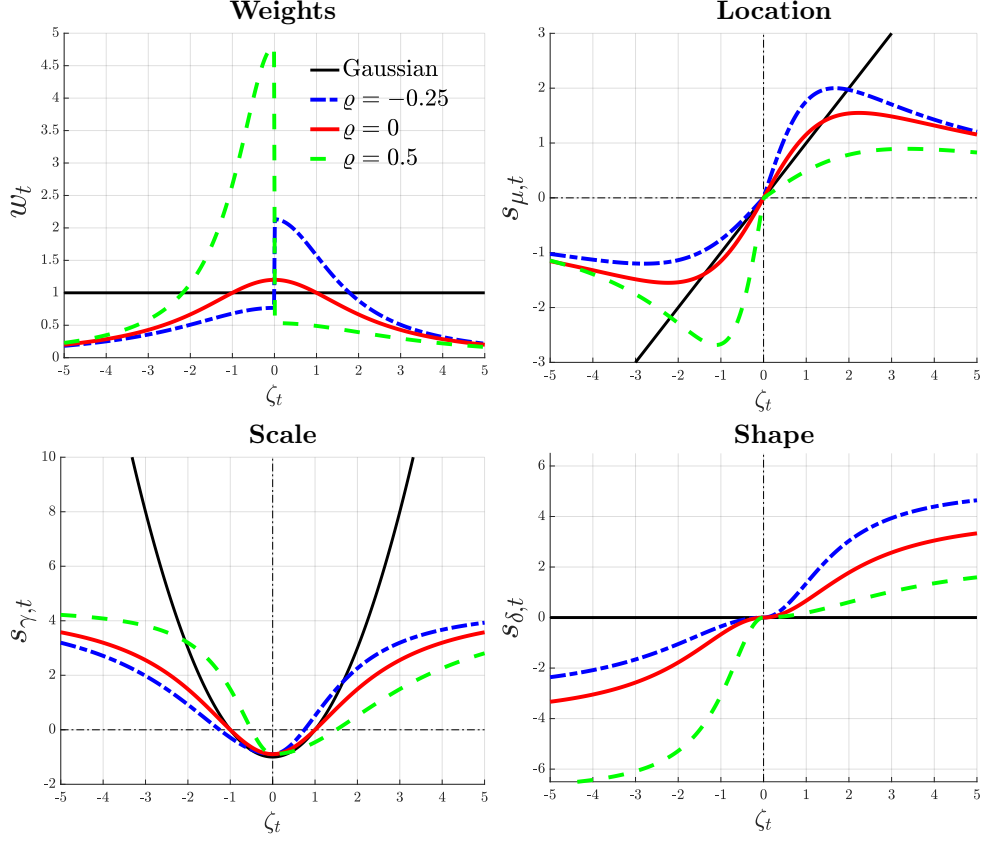 Weights
5
4.5
4
3.5
3
2.5
2
1.5
1
0.5
0
w_t
Gaussian
ϱ = −0.25
ϱ = 0
ϱ = 0.5
-5 -4 -3 -2 -1 0 1 2 3 4 5
ζ_t
Location
3
2
1
0
-1
-2
-3
s_{μ,t}
-5 -4 -3 -2 -1 0 1 2 3 4 5
ζ_t
Scale
10
8
6
4
2
0
-2
s_{γ,t}
-5 -4 -3 -2 -1 0 1 2 3 4 5
ζ_t
Shape
6
4
2
0
-2
-4
-6
s_{δ,t}
-5 -4 -3 -2 -1 0 1 2 3 4 5
ζ_t